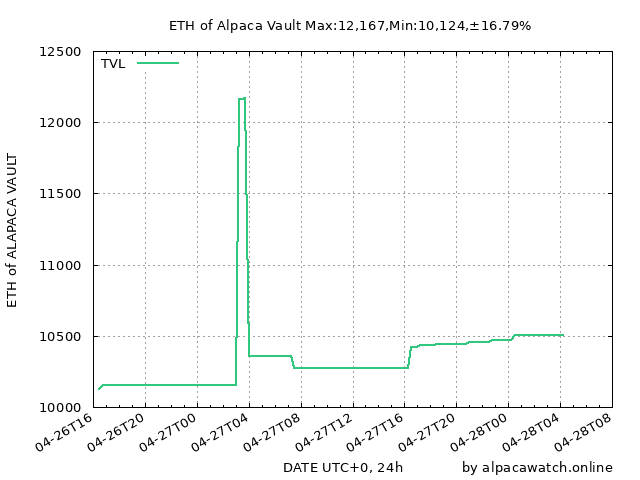 ETH of Alpaca Vault Max:12,167,Min:10,124,±16.79%
TVL
ETH of ALAPACA VAULT
12500
12000
11500
11000
10500
10000
04-26T16
04-26T20
04-27T00
04-27T04
04-27T08
04-27T12
04-27T16
04-27T20
04-28T00
04-28T04
04-28T08
DATE UTC+0, 24h
by alpacawatch.online